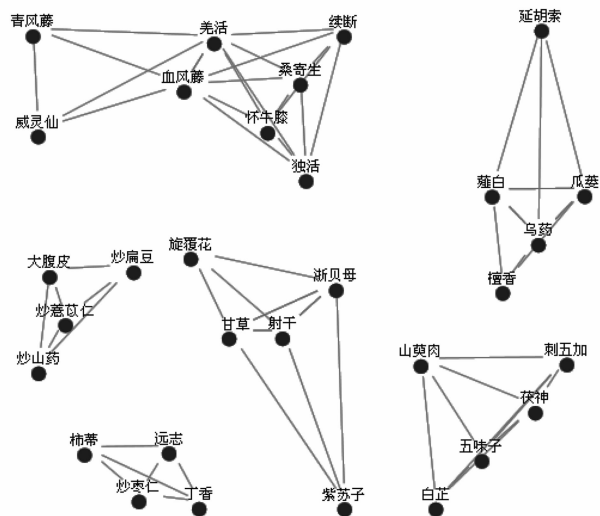 青风藤
羌活
续断
延胡索
血风藤
桑寄生
威灵仙
怀牛膝
独活
薤白
瓜蒌
乌药
檀香
旋覆花
大腹皮
炒扁豆
浙贝母
炒薏苡仁
甘草
射干
炒山药
山萸肉
刺五加
茯神
柿蒂
远志
五味子
炒枣仁
丁香
紫苏子
白芷